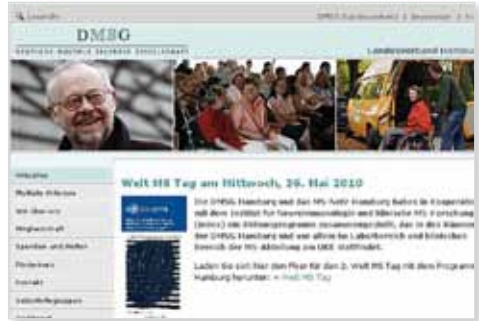 DMSG
DEUTSCHE MULTIPLE SKLEROSE GESELLSCHAFT
Landesverband
Aktuelles
Multiple Sklerose
Wir über uns
Mitgliedschaft
Spenden und Helfen
Förderkreis
Kontakt
Selbsthilfegruppen
Welt MS Tag am Mittwoch, 26. Mai 2010
Die DMSG Hamburg und das MS-Netz Hamburg haben in Kooperation
mit dem Institut für Neuroimmunologie und klinische MS-Forschung
(inims) ein Aktionsprogramm zusammengestellt, das in den Räumen
der DMSG Hamburg und vor allem im Laborbereich und klinischen
Bereich der MS-Abteilung am UKE stattfindet.
Laden Sie sich hier den Flyer für den 2. Welt MS Tag mit dem Programm
Hamburg herunter: » Welt MS Tag